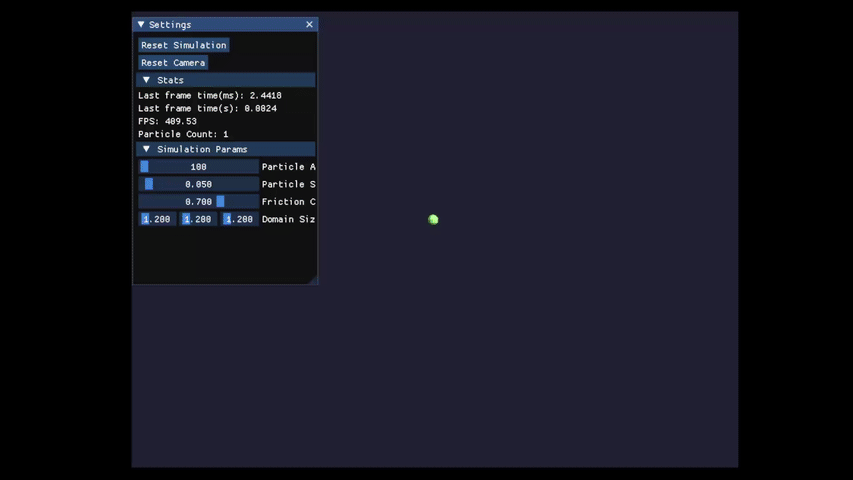 Settings
Reset Simulation
Reset Camera
Stats
Last frame time(ms): 2.4418
Last frame time(s): 0.0024
FPS: 409.53
Particle Count: 1
Simulation Params
100 Particle A
0.050 Particle S
0.700 Friction C
1.200 1.200 1.200 Domain Siz